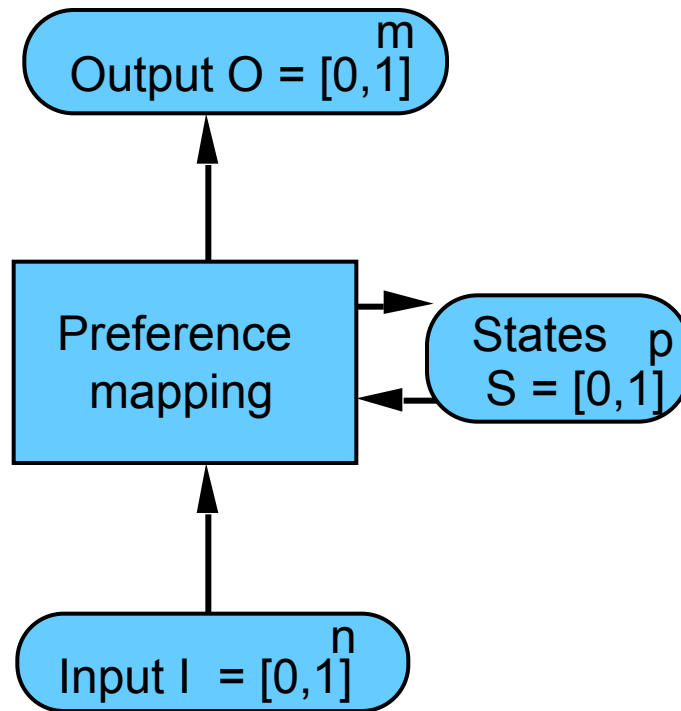 m
Output O = [0,1]
Preference
mapping
States p
S = [0,1]
n
Input I = [0,1]